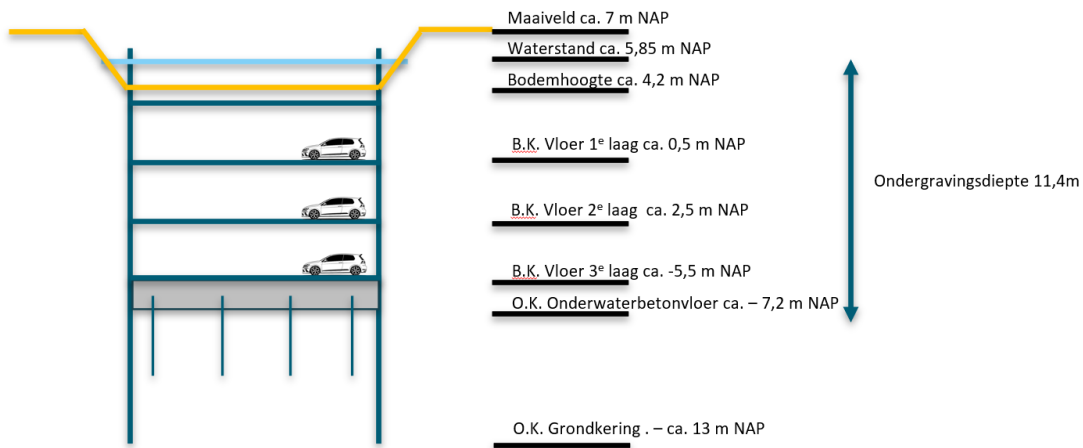 Maaiveld ca. 7 m NAP
Waterstand ca. 5,85 m NAP
Bodemhoogte ca. 4,2 m NAP
B.K. Vloer 1e laag ca. 0,5 m NAP
Ondergravingsdiepte 11,4m
B.K. Vloer 2e laag ca. 2,5 m NAP
B.K. Vloer 3e laag ca. -5,5 m NAP
O.K. Onderwaterbetonvloer ca. – 7,2 m NAP
O.K. Grondkering . – ca. 13 m NAP